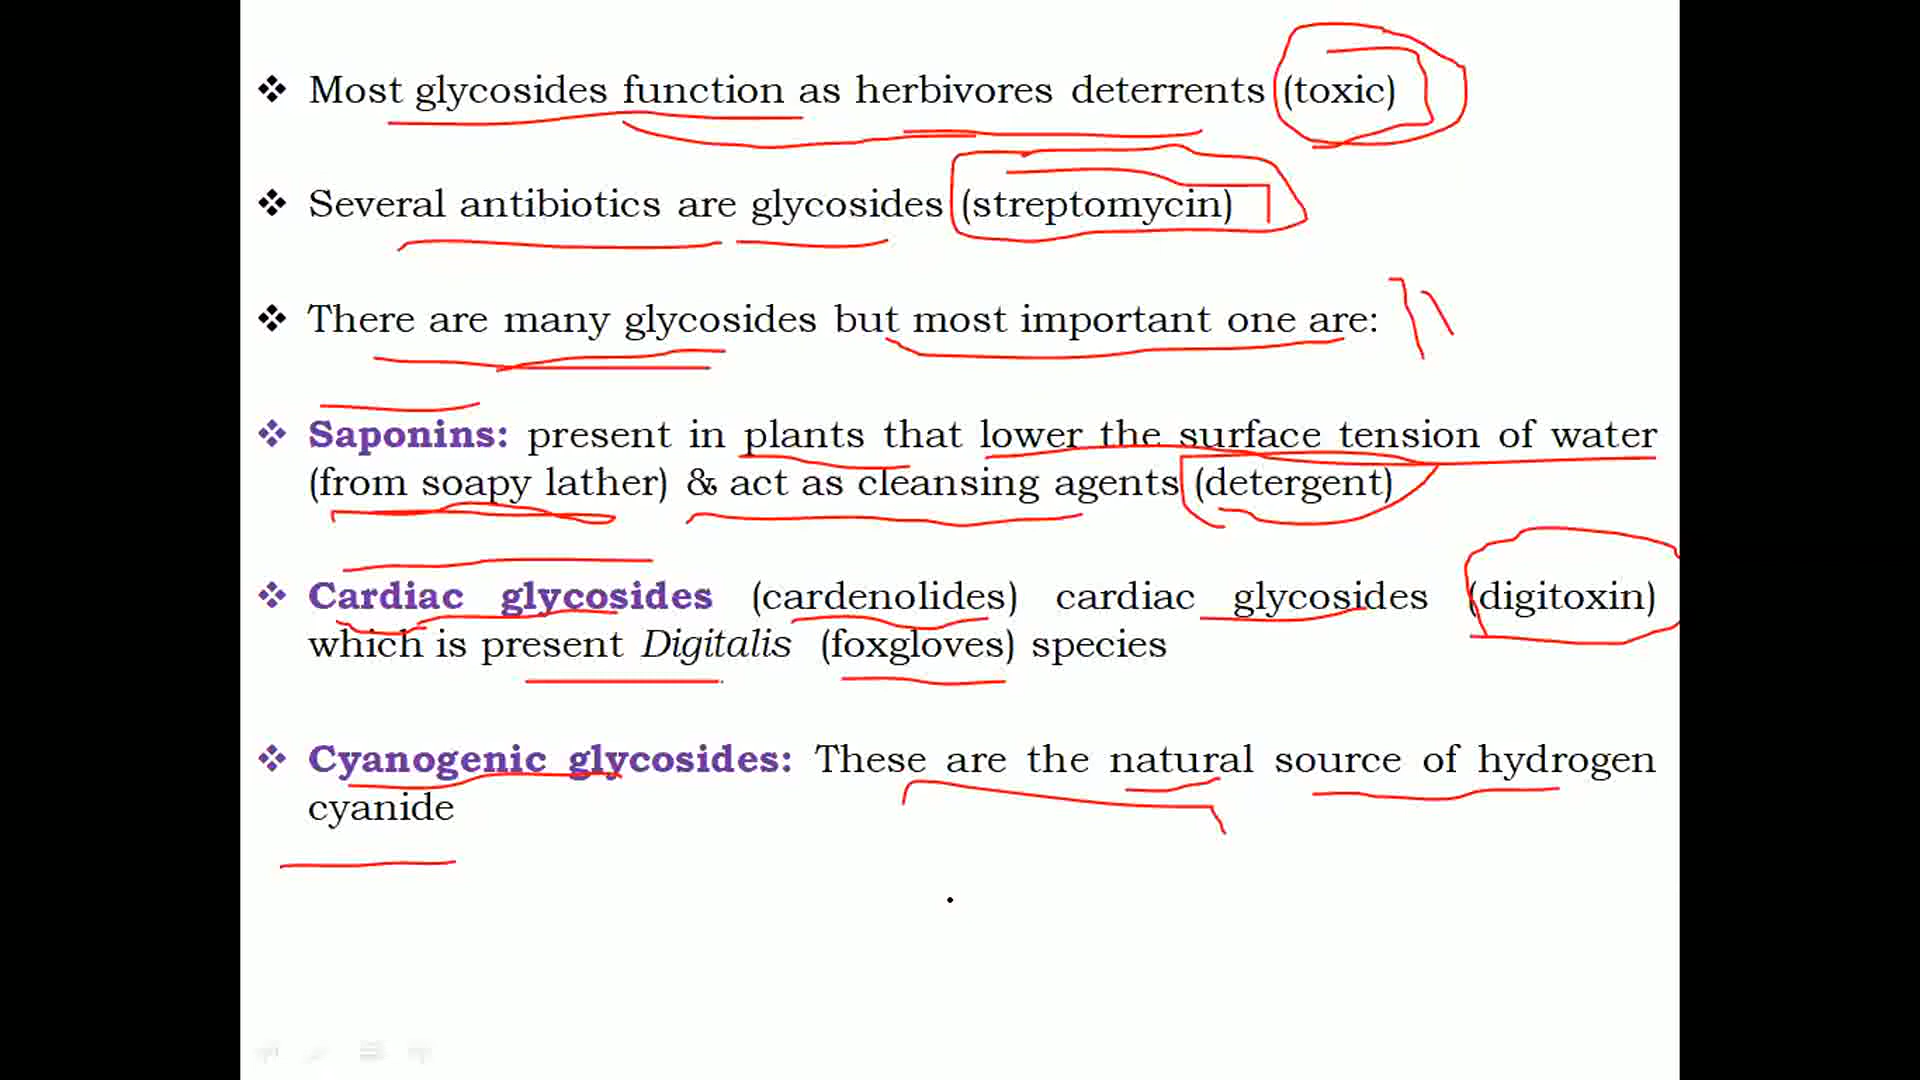 ❖ Most glycosides function as herbivores deterrents (toxic)
❖ Several antibiotics are glycosides (streptomycin)
❖ There are many glycosides but most important one are:
❖ Saponins: present in plants that lower the surface tension of water
(from soapy lather) & act as cleansing agents (detergent)
❖ Cardiac glycosides (cardenolides) cardiac glycosides (digitoxin)
which is present Digitalis (foxgloves) species
❖ Cyanogenic glycosides: These are the natural source of hydrogen
cyanide